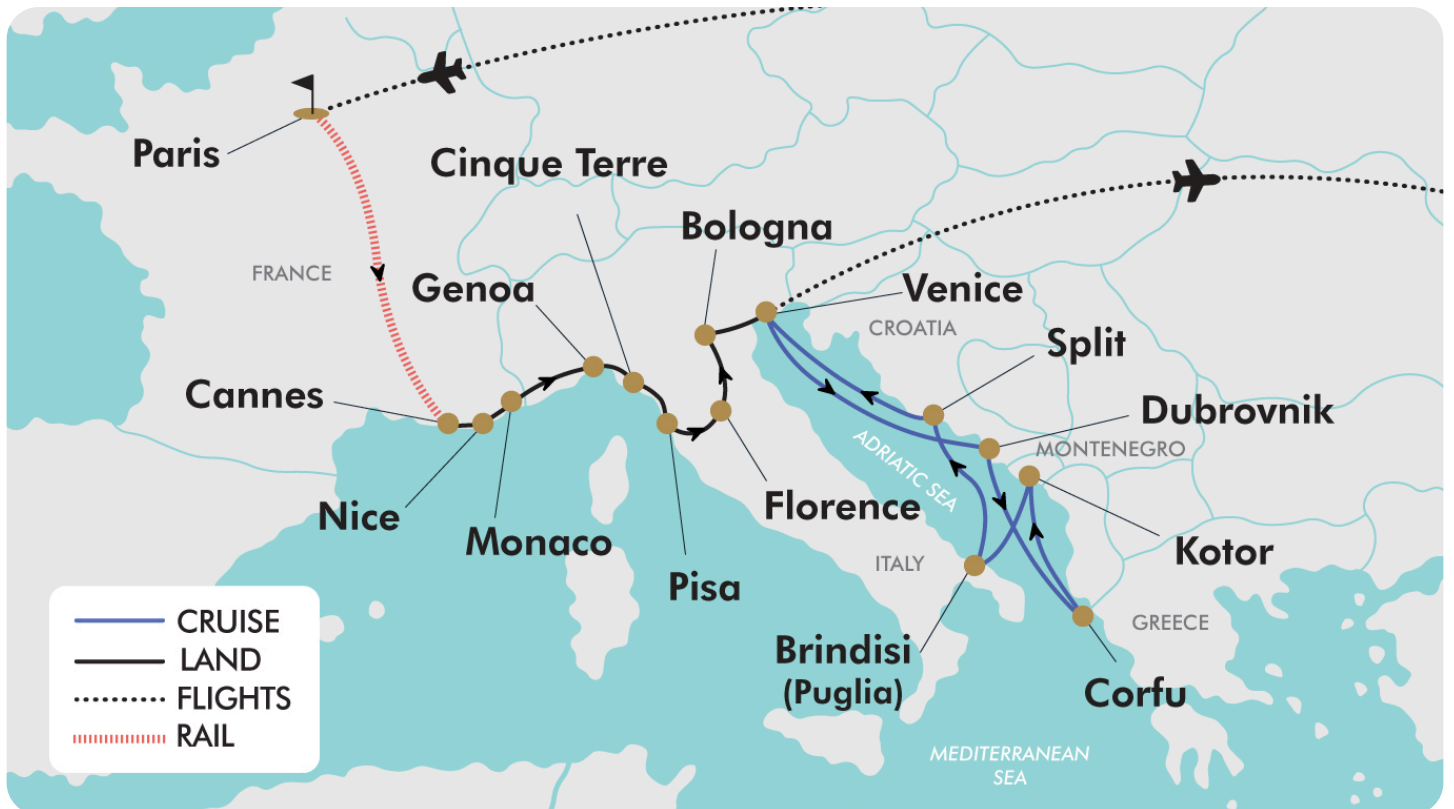 Paris
Cinque Terre
Bologna
FRANCE
Genoa
Venice
CROATIA
Split
Cannes
Dubrovnik
MONTENEGRO
ADRIATIC SEA
Nice
Florence
Monaco
Kotor
ITALY
Pisa
GREECE
Brindisi
(Puglia)
Corfu
MEDITERRANEAN
SEA
CRUISE
LAND
FLIGHTS
RAIL